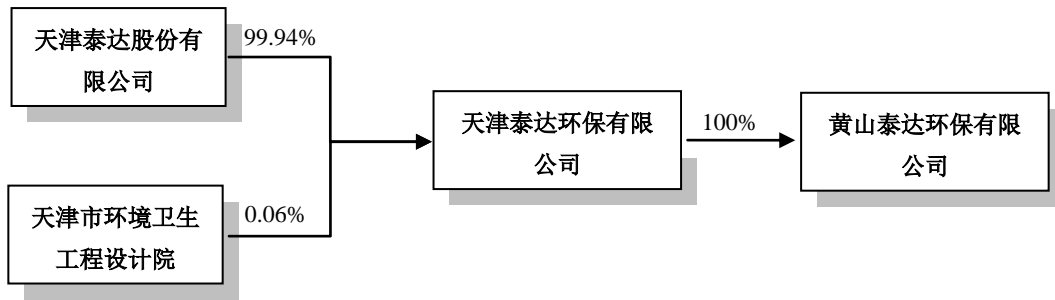 天津泰达股份有
限公司
99.94%
天津市环境卫生
工程设计院
0.06%
天津泰达环保有限
公司
100%
黄山泰达环保有限
公司